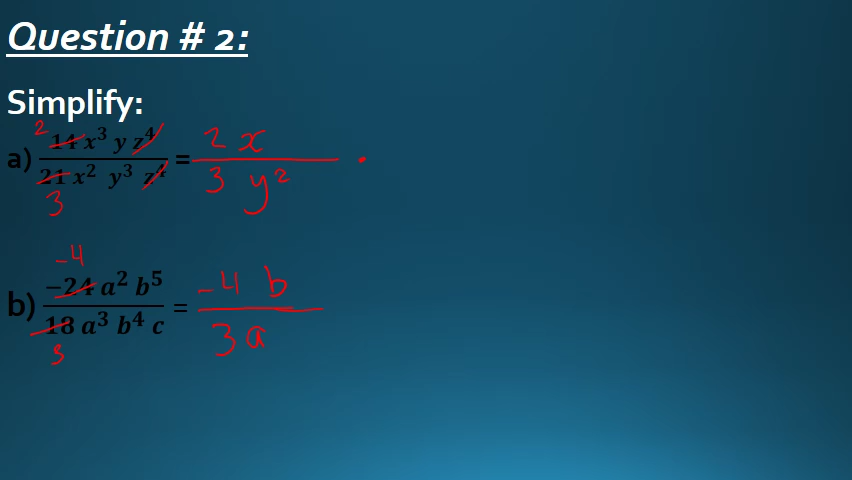 Question # 2:
Simplify:
2
a) 14 x³ y z⁴ / 21 x² y³ z⁴ = 2 x / 3 y²
3
-4
b) −24 a² b⁵ / 18 a³ b⁴ c = -4 b / 3 a
3